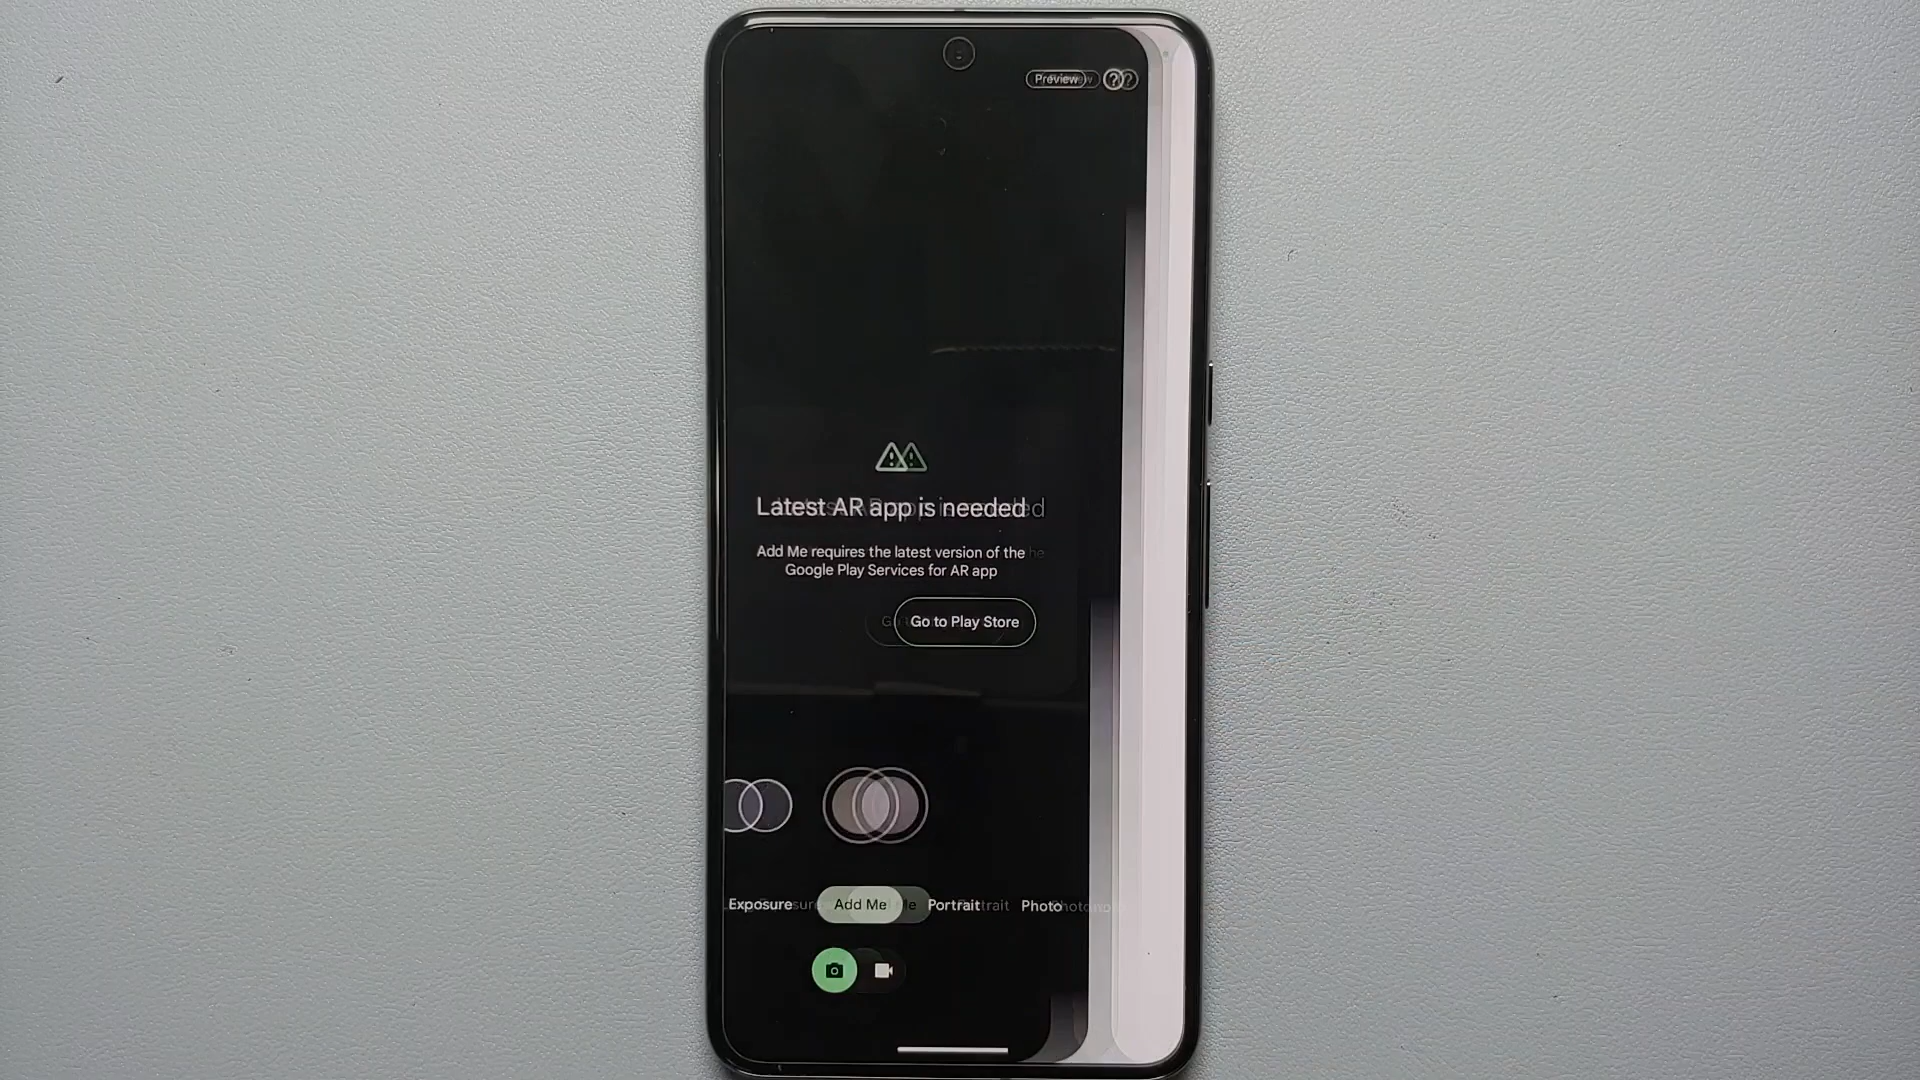 Preview
Latest AR app is needed
Add Me requires the latest version of the
Google Play Services for AR app
Go to Play Store
Exposure Add Me Portrait Photo